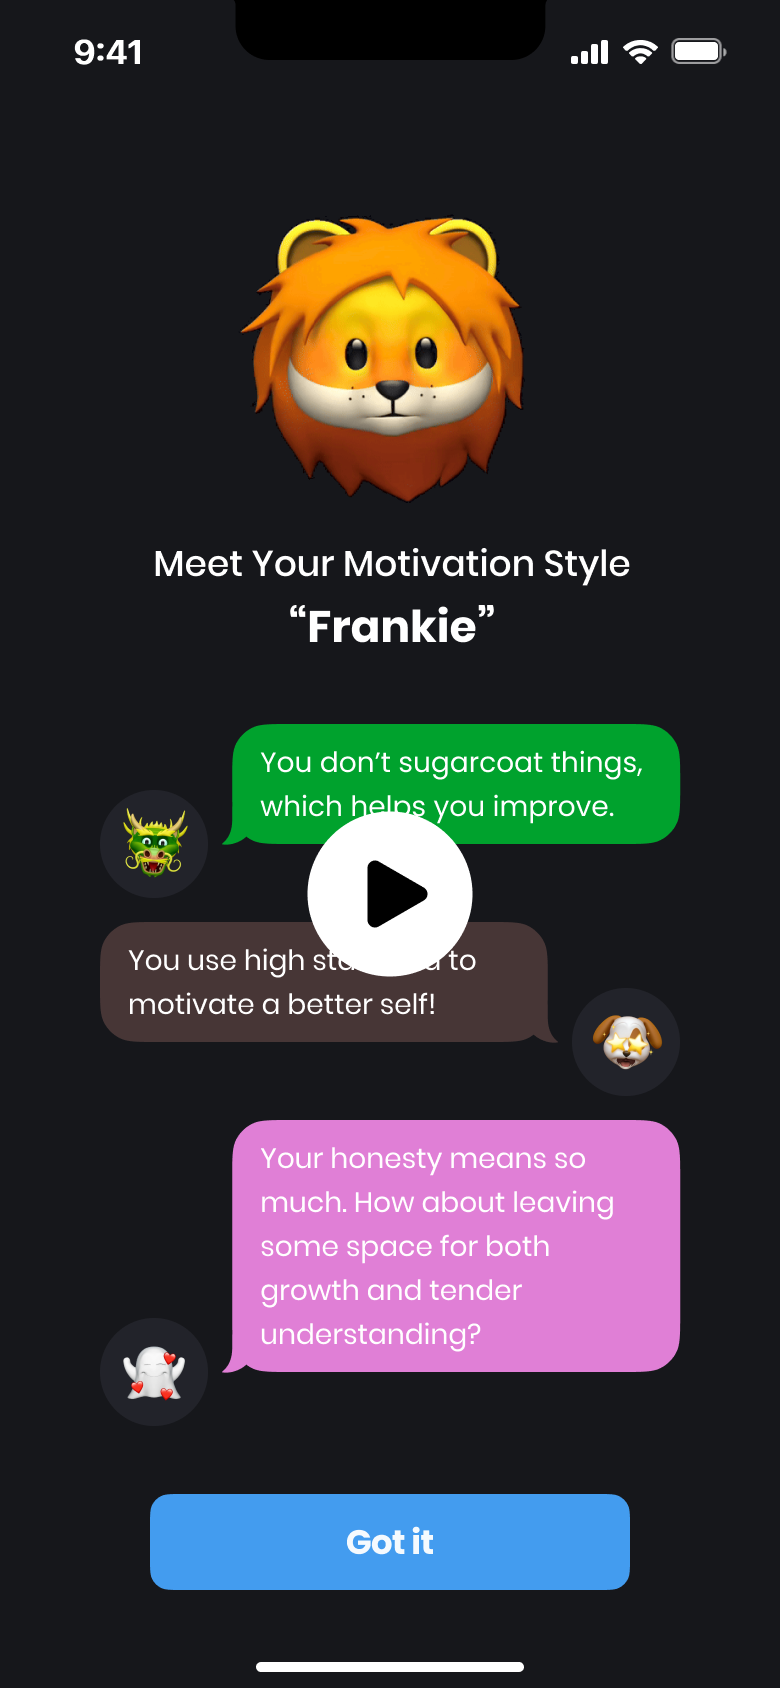 9:41
Meet Your Motivation Style
“Frankie”
You don’t sugarcoat things,
which helps you improve.
You use high to
motivate a better self!
Your honesty means so
much. How about leaving
some space for both
growth and tender
understanding?
Got it